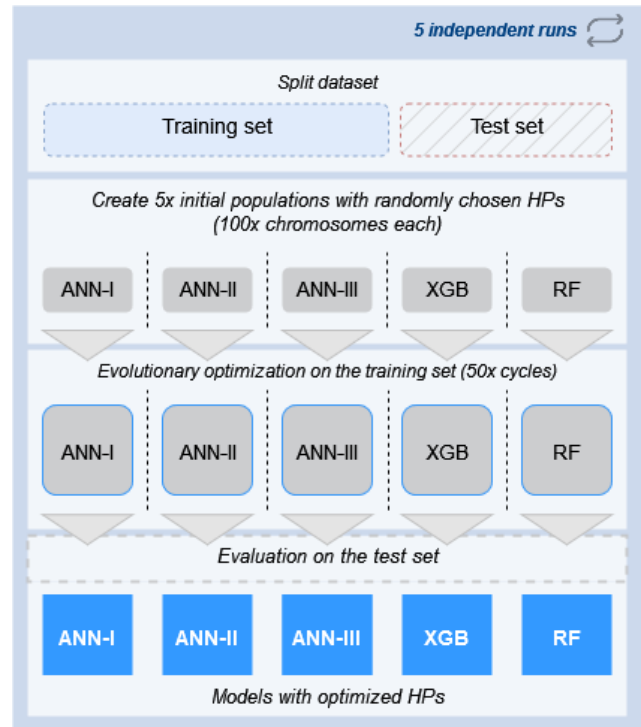 5 independent runs
Split dataset
Training set
Test set
Create 5x initial populations with randomly chosen HPs
(100x chromosomes each)
ANN-I
ANN-II
ANN-III
XGB
RF
Evolutionary optimization on the training set (50x cycles)
ANN-I
ANN-II
ANN-III
XGB
RF
Evaluation on the test set
ANN-I
ANN-II
ANN-III
XGB
RF
Models with optimized HPs